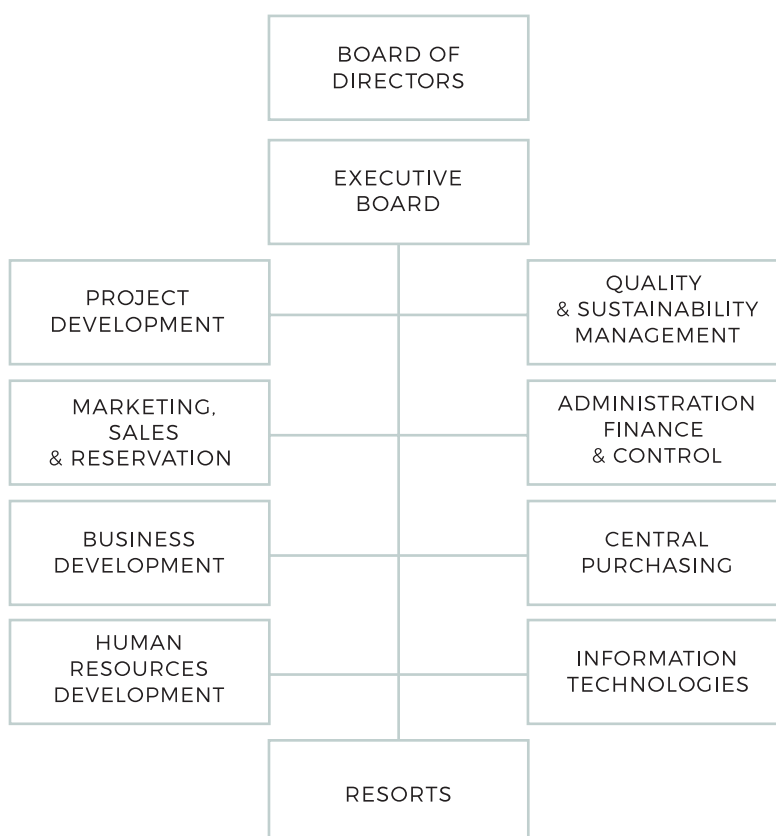 BOARD OF
DIRECTORS
EXECUTIVE
BOARD
PROJECT
DEVELOPMENT
QUALITY
& SUSTAINABILITY
MANAGEMENT
MARKETING,
SALES
& RESERVATION
ADMINISTRATION
FINANCE
& CONTROL
BUSINESS
DEVELOPMENT
CENTRAL
PURCHASING
HUMAN
RESOURCES
DEVELOPMENT
INFORMATION
TECHNOLOGIES
RESORTS